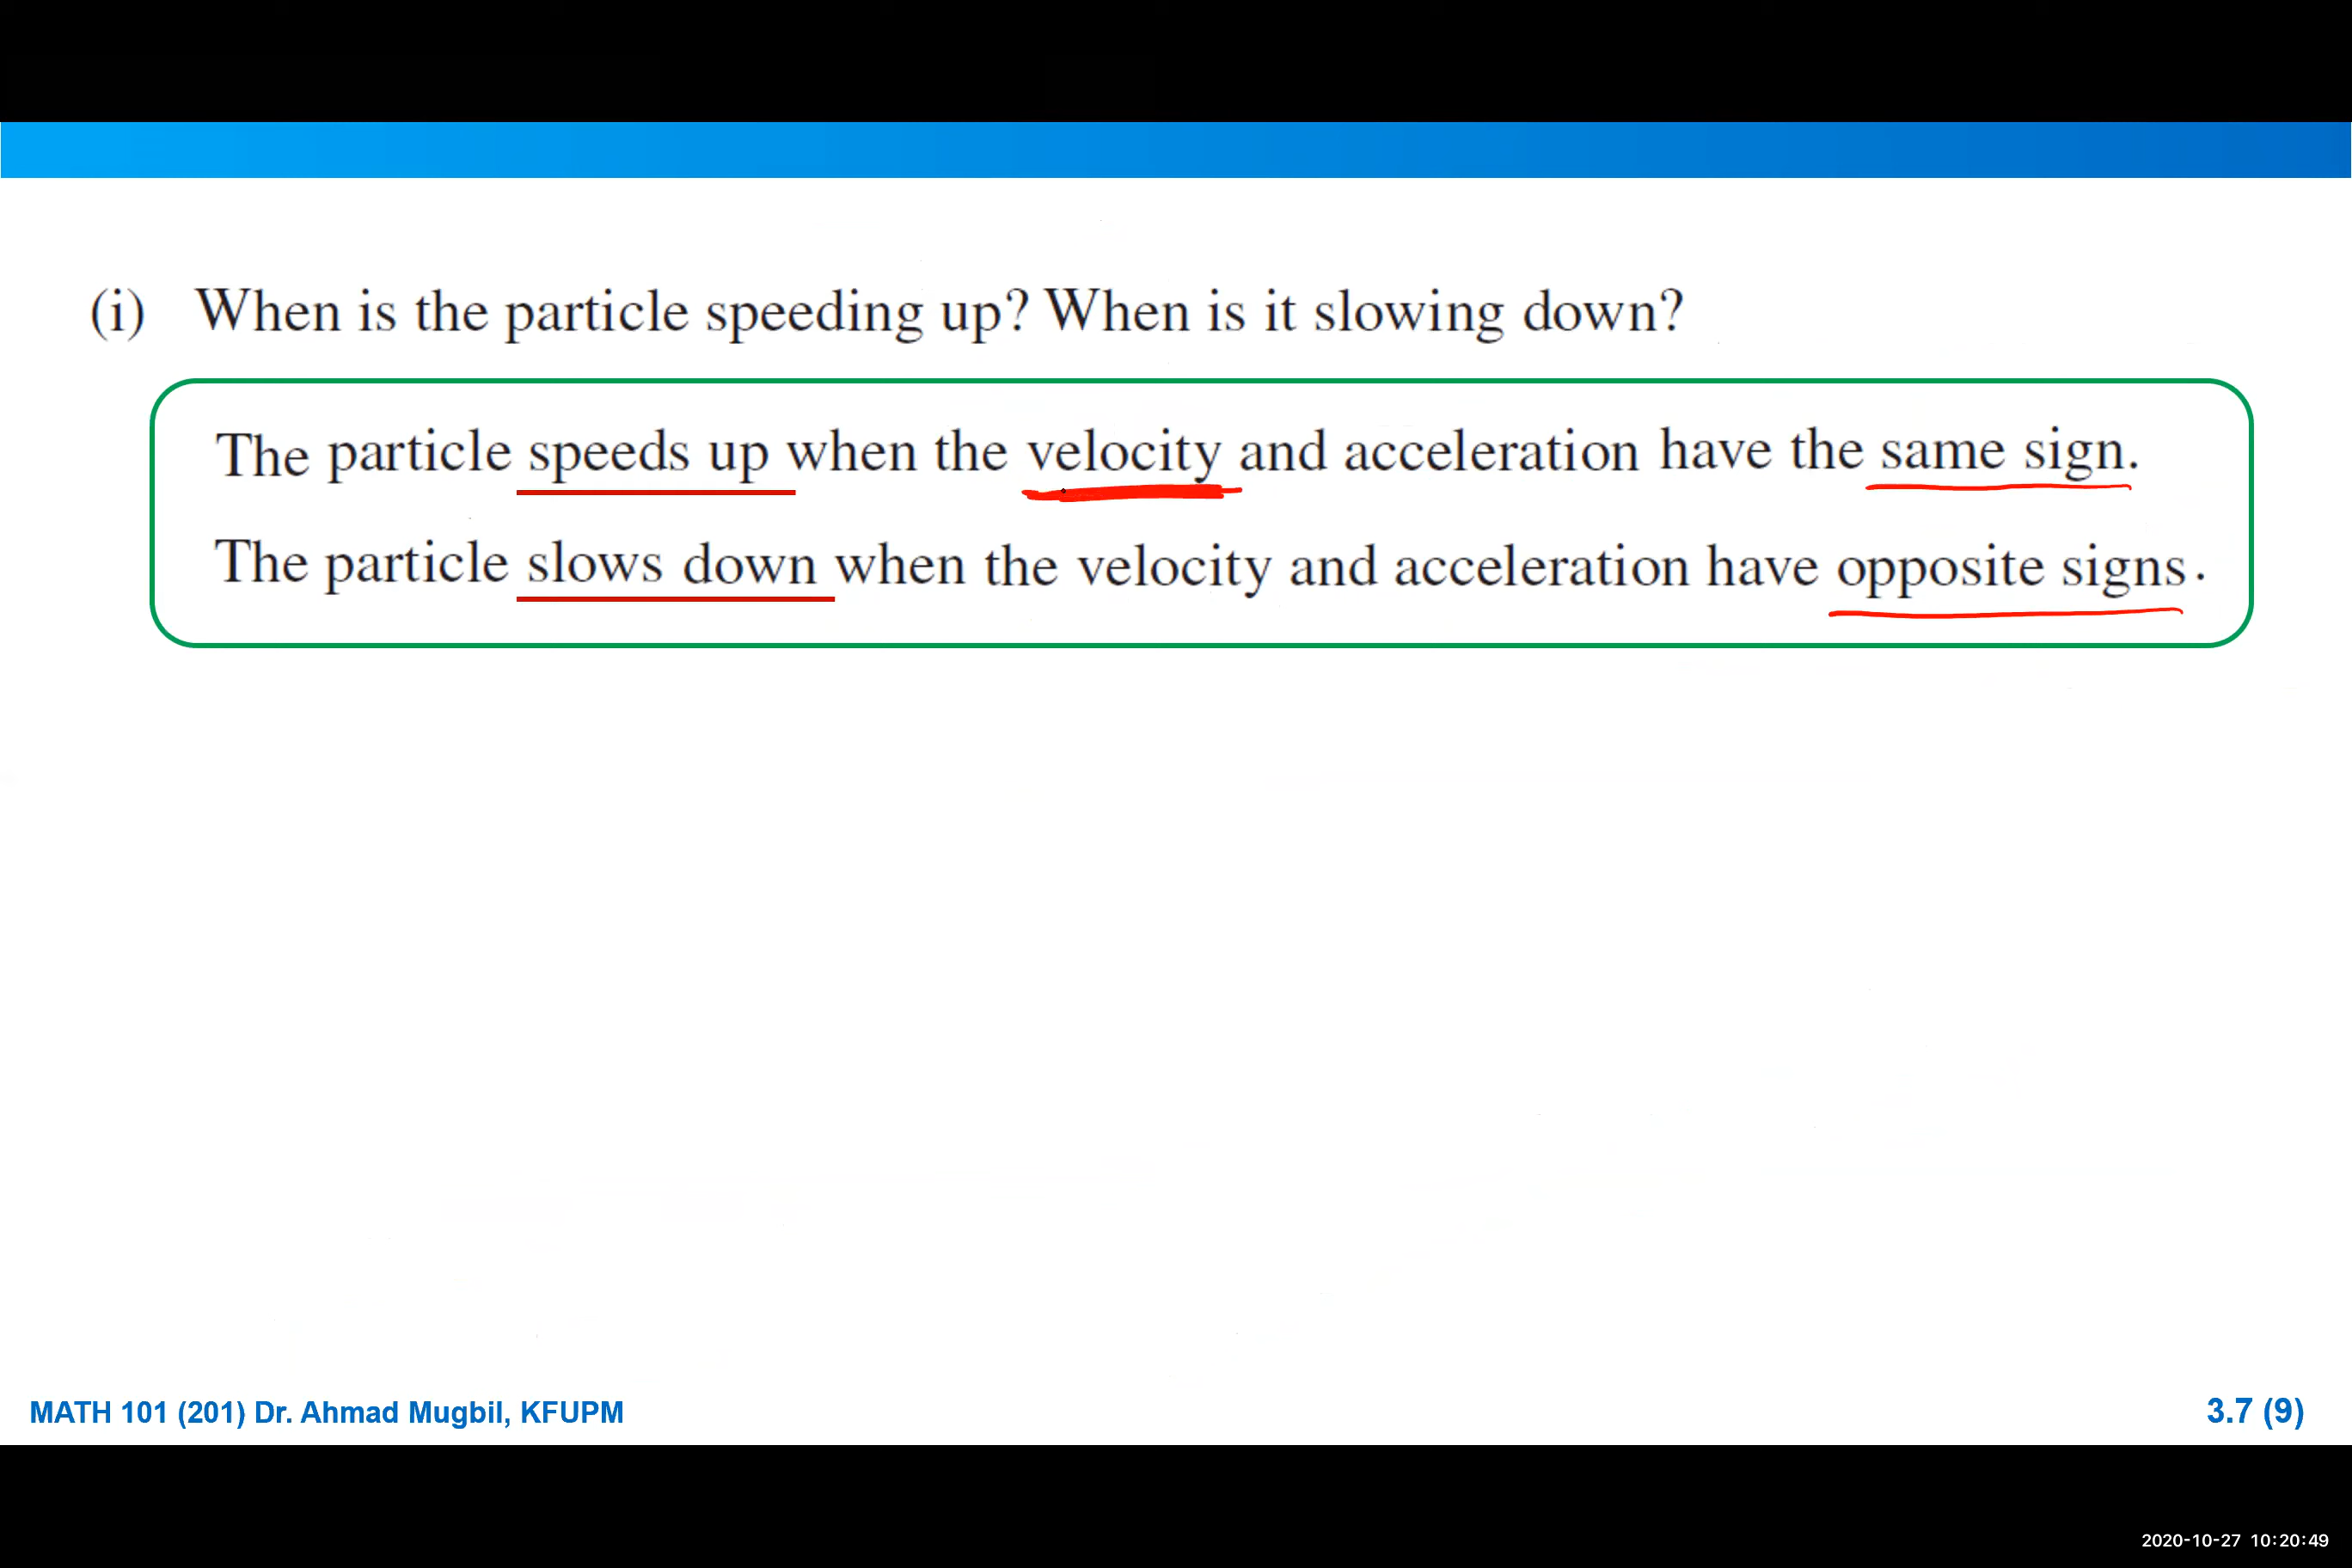 (i) When is the particle speeding up? When is it slowing down?
The particle speeds up when the velocity and acceleration have the same sign.
The particle slows down when the velocity and acceleration have opposite signs.
MATH 101 (201) Dr. Ahmad Mugbil, KFUPM
3.7 (9)
2020-10-27 10:20:49